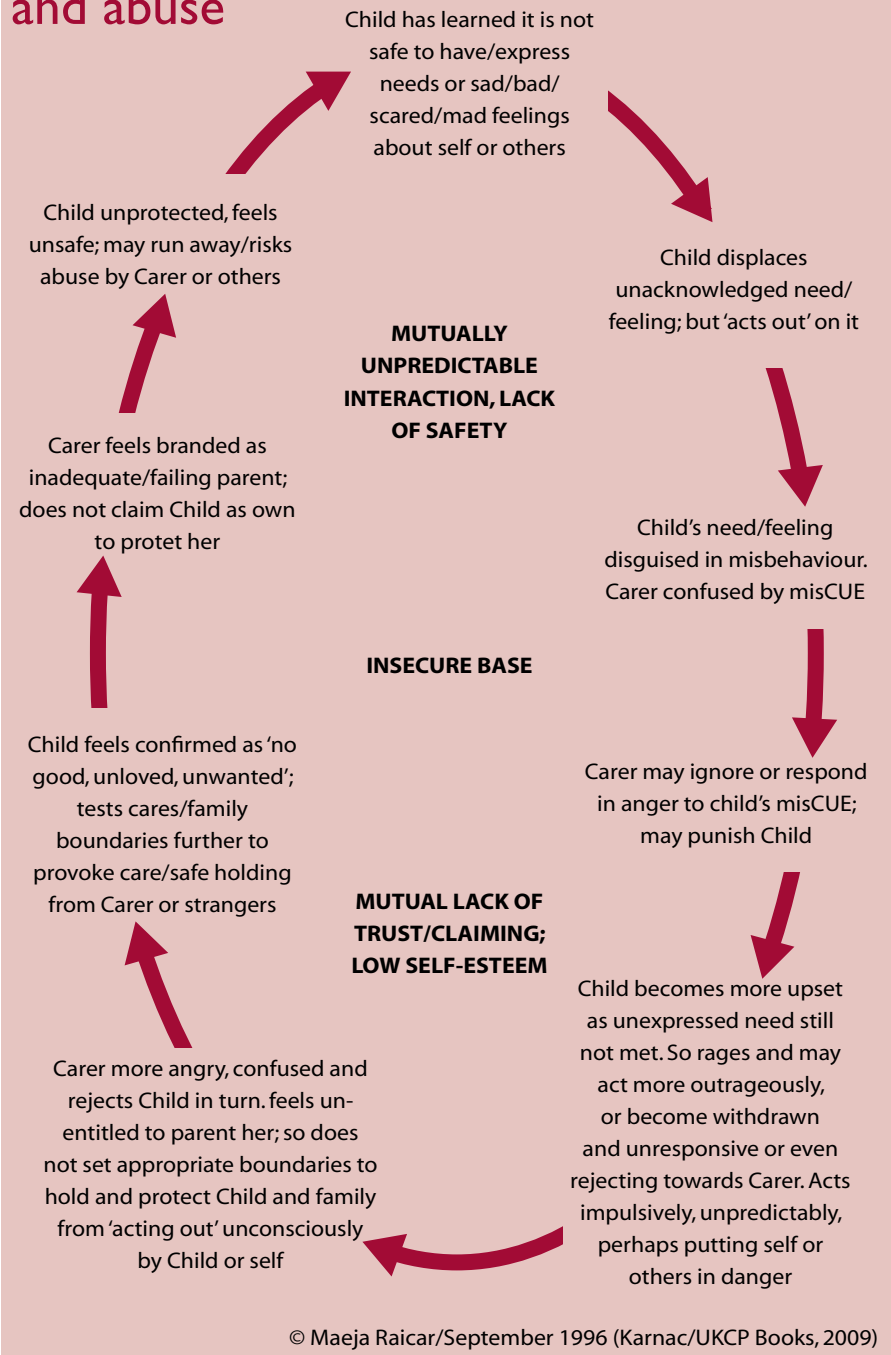 and abuse
Child has learned it is not
safe to have/express
needs or sad/bad/
scared/mad feelings
about self or others
Child displaces
unacknowledged need/
feeling; but ‘acts out’ on it
Child’s need/feeling
disguised in misbehaviour.
Carer confused by misCUE
Carer may ignore or respond
in anger to child’s misCUE;
may punish Child
Child becomes more upset
as unexpressed need still
not met. So rages and may
act more outrageously,
or become withdrawn
and unresponsive or even
rejecting towards Carer. Acts
impulsively, unpredictably,
perhaps putting self or
others in danger
Carer more angry, confused and
rejects Child in turn. feels un-
entitled to parent her; so does
not set appropriate boundaries to
hold and protect Child and family
from ‘acting out’ unconsciously
by Child or self
Child feels confirmed as ‘no
good, unloved, unwanted’;
tests cares/family
boundaries further to
provoke care/safe holding
from Carer or strangers
Carer feels branded as
inadequate/failing parent;
does not claim Child as own
to protet her
Child unprotected, feels
unsafe; may run away/risks
abuse by Carer or others
MUTUALLY
UNPREDICTABLE
INTERACTION, LACK
OF SAFETY
INSECURE BASE
MUTUAL LACK OF
TRUST/CLAIMING;
LOW SELF-ESTEEM
© Maeja Raicar/September 1996 (Karnac/UKCP Books, 2009)